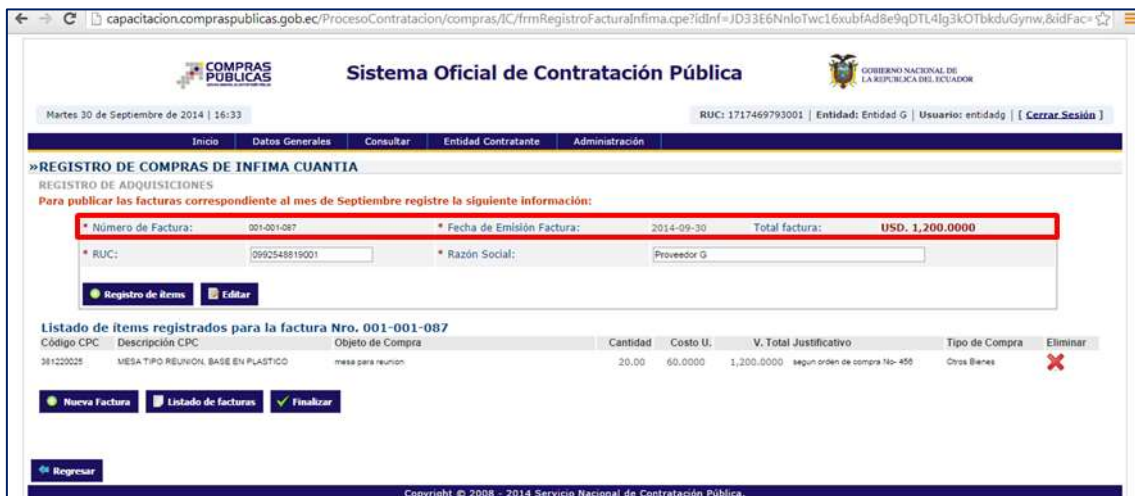 capacitacion.compraspublicas.gob.ec/ProcesoContratacion/compras/IC/frmRegistroFacturaInfima.cpe?idInf=JD33E6NnloTwc16xubfAd8e9qDTL4Ig3kOTbkduGynw,&idFac=
COMPRAS PÚBLICAS
Sistema Oficial de Contratación Pública
GOBIERNO NACIONAL DE
LA REPUBLICA DEL ECUADOR
Martes 30 de Septiembre de 2014 | 16:33 RUC: 1717469793001 | Entidad: Entidad G | Usuario: entidadg | [ Cerrar Sesión ]
Inicio Datos Generales Consultar Entidad Contratante Administración
»REGISTRO DE COMPRAS DE INFIMA CUANTIA
REGISTRO DE ADQUISICIONES
Para publicar las facturas correspondiente al mes de Septiembre registre la siguiente información:
* Número de Factura: 001-001-087 * Fecha de Emisión Factura: 2014-09-30 Total factura: USD. 1,200.0000
* RUC: 0992548819001 * Razón Social: Proveedor G
Registro de ítems Editar
Listado de ítems registrados para la factura Nro. 001-001-087
Código CPC Descripción CPC Objeto de Compra Cantidad Costo U. V. Total Justificativo Tipo de Compra Eliminar
381220025 MESA TIPO REUNION, BASE EN PLASTICO mesa para reunion 20.00 60.0000 1,200.0000 segun orden de compra No- 456 Otros Bienes
Nueva Factura Listado de facturas Finalizar
Regresar
Copyright © 2008 - 2014 Servicio Nacional de Contratación Pública.